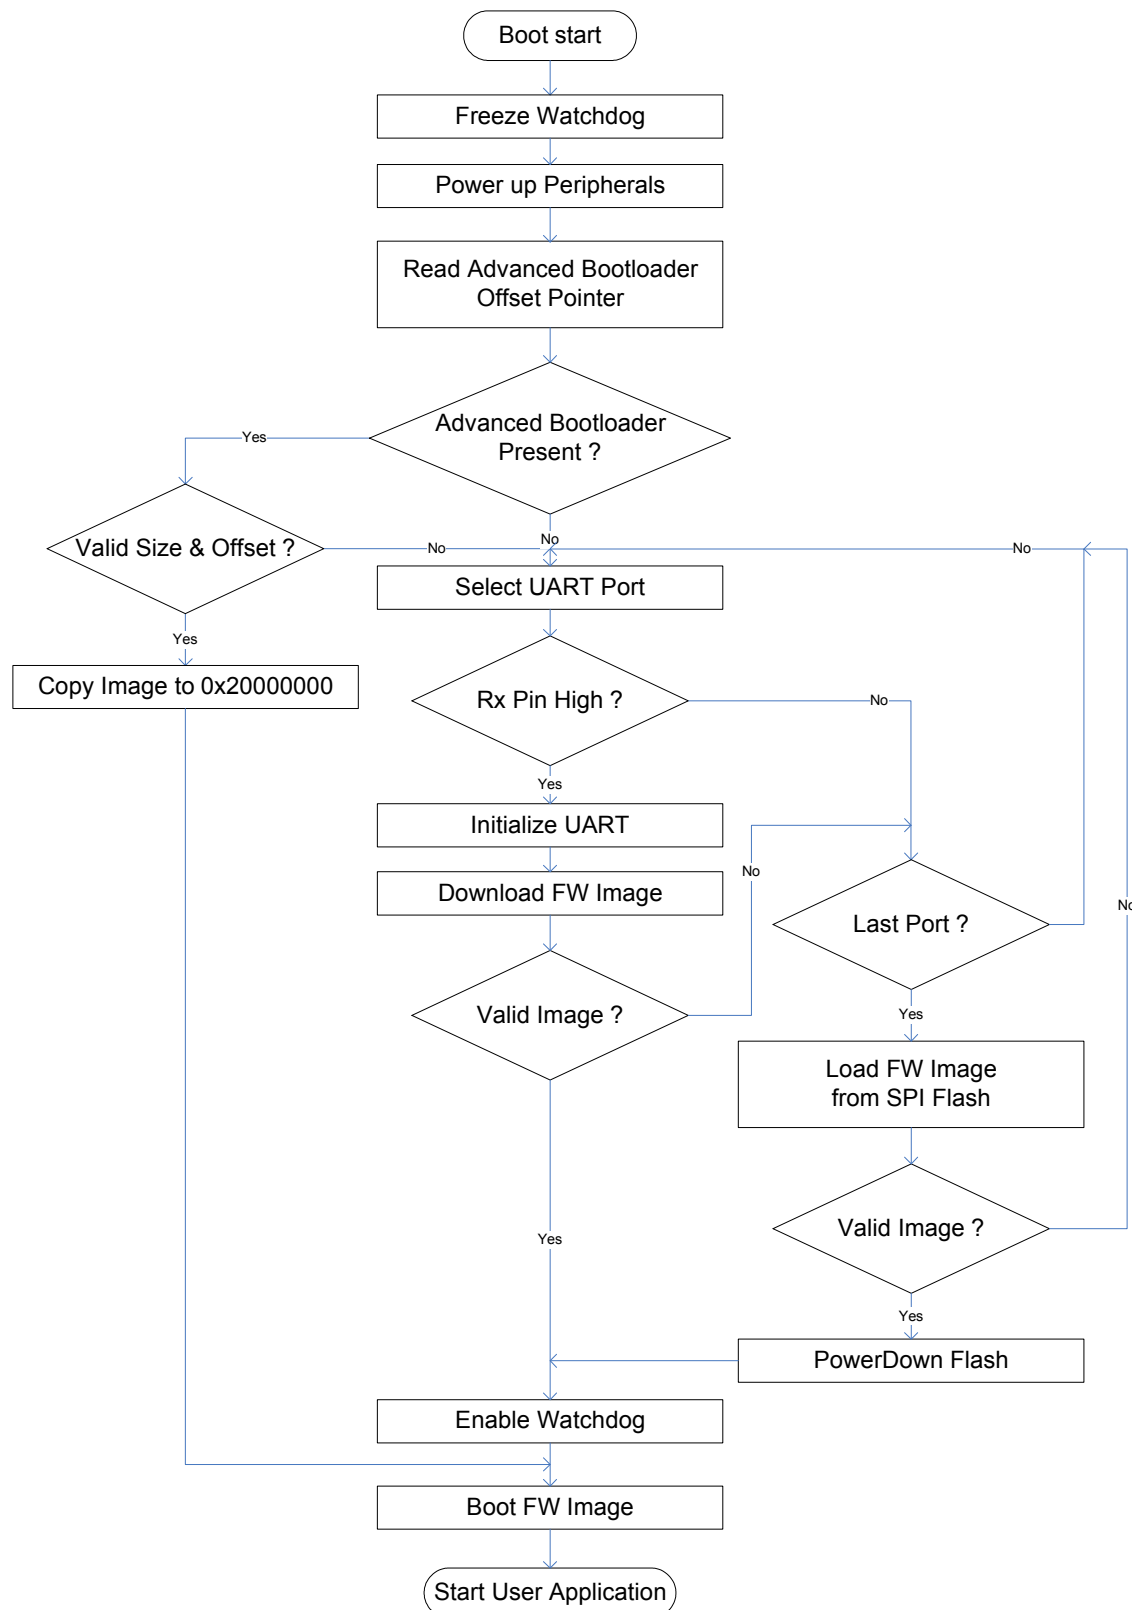 Boot start
Freeze Watchdog
Power up Peripherals
Read Advanced Bootloader
Offset Pointer
Advanced Bootloader
Present ?
Yes
Valid Size & Offset ?
No
No
No
Select UART Port
Yes
Copy Image to 0x20000000
Rx Pin High ?
No
Yes
Initialize UART
No
Download FW Image
Last Port ?
No
Valid Image ?
Yes
Load FW Image
from SPI Flash
Valid Image ?
Yes
Yes
PowerDown Flash
Enable Watchdog
Boot FW Image
Start User Application